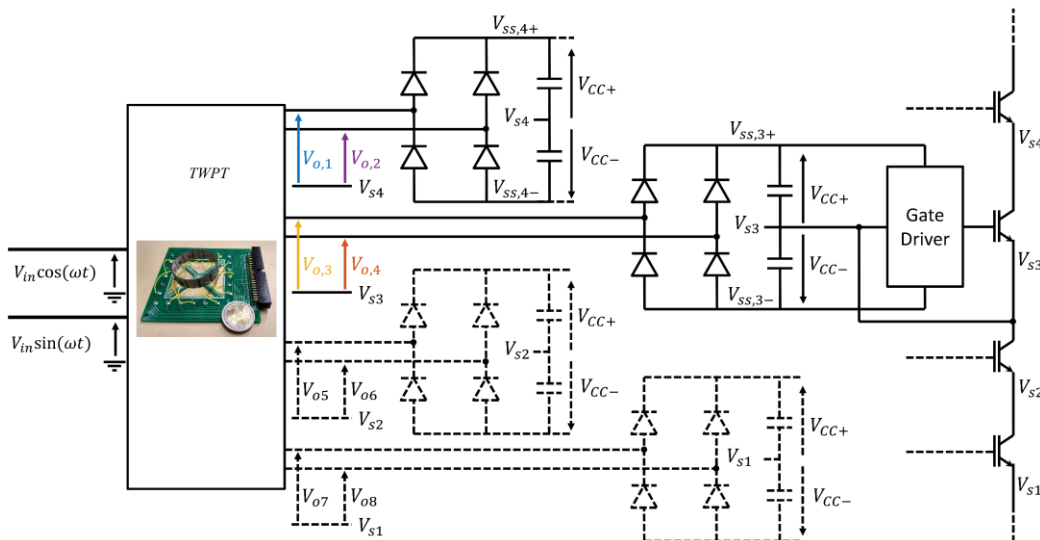 V_{ss,4+}
V_{CC+}
V_{s4}
V_{CC-}
V_{ss,4-}
V_{o,1}
V_{o,2}
V_{s4}
TWPT
V_{s4}
V_{ss,3+}
V_{CC+}
V_{s3}
V_{CC-}
V_{ss,3-}
Gate
Driver
V_{s3}
V_{in}cos(ωt)
V_{in}sin(ωt)
V_{o,3}
V_{o,4}
V_{s3}
V_{CC+}
V_{s2}
V_{CC-}
V_{o5}
V_{o6}
V_{s2}
V_{s2}
V_{CC+}
V_{s1}
V_{CC-}
V_{s1}
V_{o7}
V_{o8}
V_{s1}